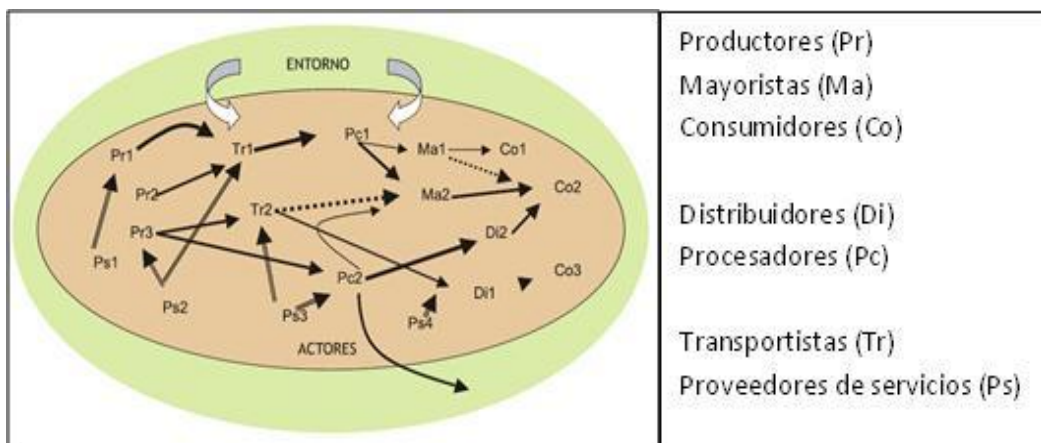 ENTORNO
Pc1
Pr1
Tr1
Ma1
Co1
Pr2
Ma2
Co2
Tr2
Pr3
Di2
Ps1
Pc2
Co3
Di1
Ps2
Ps3
Ps4
ACTORES
Productores (Pr)
Mayoristas (Ma)
Consumidores (Co)
Distribuidores (Di)
Procesadores (Pc)
Transportistas (Tr)
Proveedores de servicios (Ps)